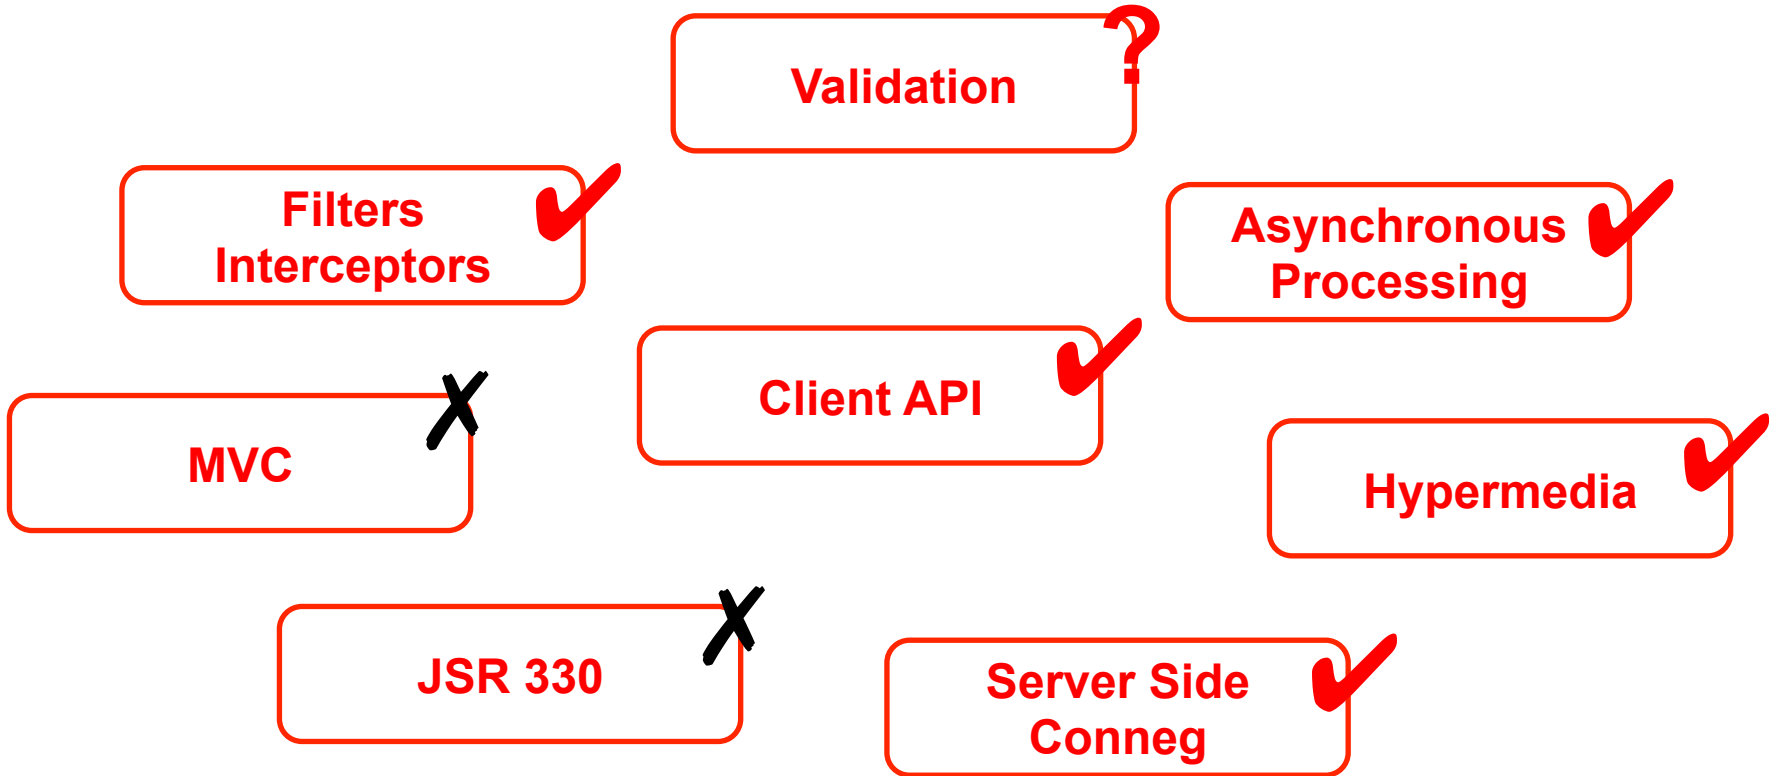 Validation
?
Filters
Interceptors
Asynchronous
Processing
Client API
MVC
Hypermedia
JSR 330
Server Side
Conneg